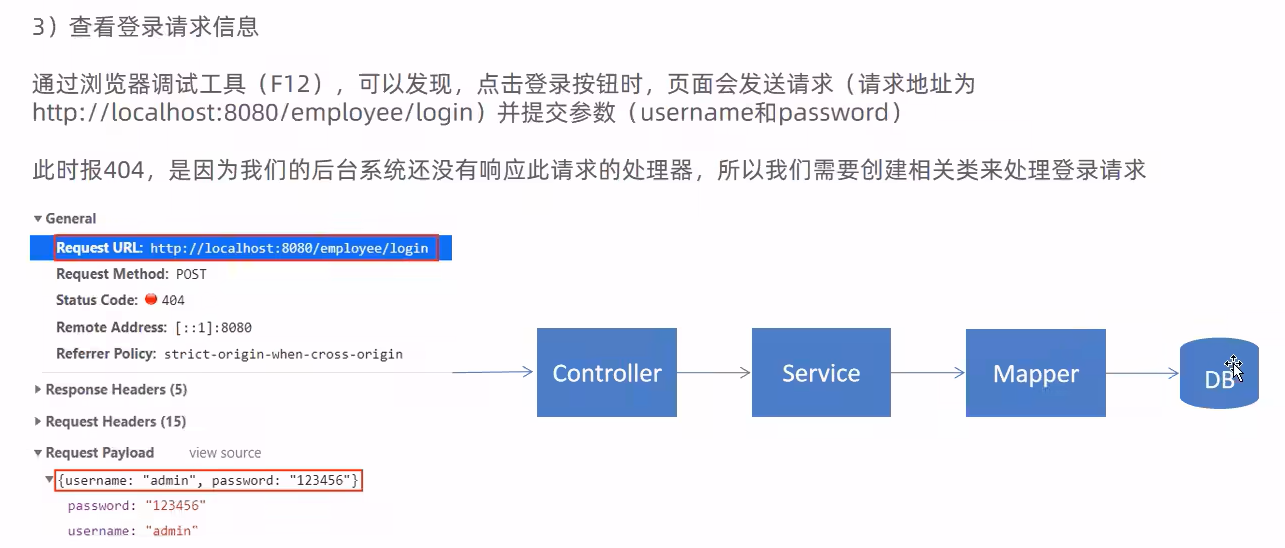 3）查看登录请求信息
通过浏览器调试工具（F12），可以发现，点击登录按钮时，页面会发送请求（请求地址为
http://localhost:8080/employee/login）并提交参数（username和password）
此时报404，是因为我们的后台系统还没有响应此请求的处理器，所以我们需要创建相关类来处理登录请求
General
Request URL: http://localhost:8080/employee/login
Request Method: POST
Status Code: 404
Remote Address: [::1]:8080
Referrer Policy: strict-origin-when-cross-origin
Response Headers (5)
Request Headers (15)
Request Payload view source
{username: "admin", password: "123456"}
password: "123456"
username: "admin"
Controller
Service
Mapper
DB